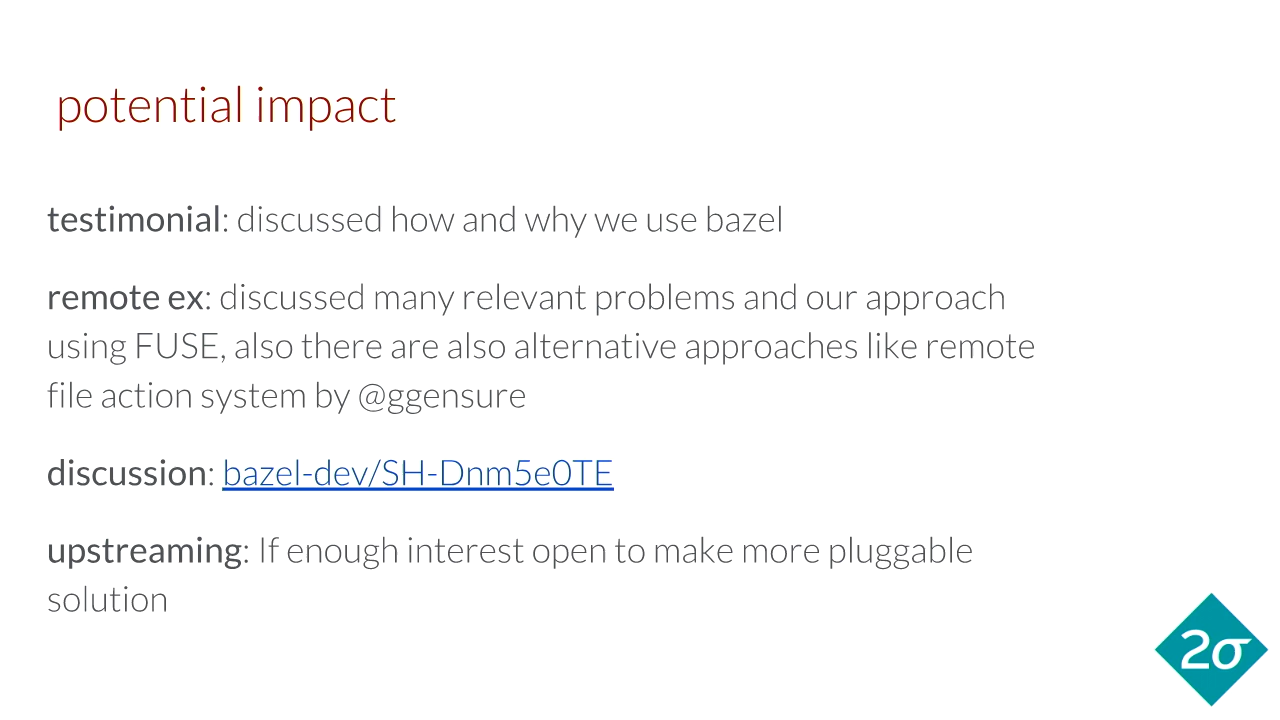 potential impact
testimonial: discussed how and why we use bazel
remote ex: discussed many relevant problems and our approach
using FUSE, also there are also alternative approaches like remote
file action system by @ggensure
discussion: bazel-dev/SH-Dnm5e0TE
upstreaming: If enough interest open to make more pluggable
solution
2σ